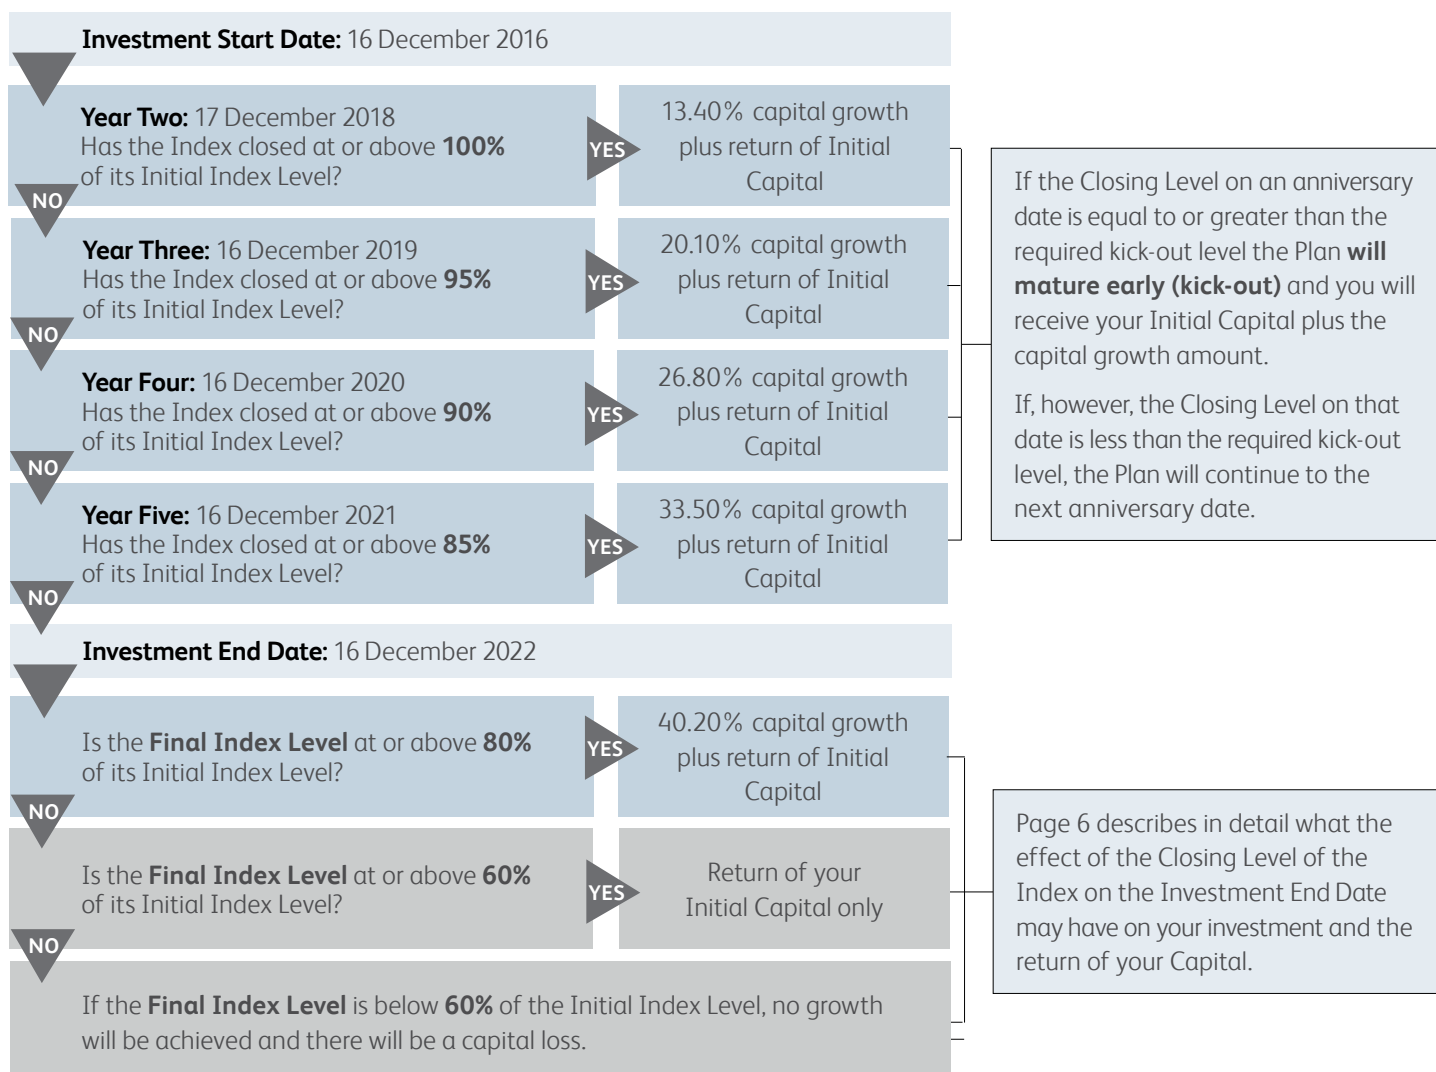 Investment Start Date: 16 December 2016
Year Two: 17 December 2018
Has the Index closed at or above 100%
of its Initial Index Level?
YES
13.40% capital growth
plus return of Initial
Capital
NO
Year Three: 16 December 2019
Has the Index closed at or above 95%
of its Initial Index Level?
YES
20.10% capital growth
plus return of Initial
Capital
NO
Year Four: 16 December 2020
Has the Index closed at or above 90%
of its Initial Index Level?
YES
26.80% capital growth
plus return of Initial
Capital
NO
Year Five: 16 December 2021
Has the Index closed at or above 85%
of its Initial Index Level?
YES
33.50% capital growth
plus return of Initial
Capital
NO
If the Closing Level on an anniversary
date is equal to or greater than the
required kick-out level the Plan will
mature early (kick-out) and you will
receive your Initial Capital plus the
capital growth amount.
If, however, the Closing Level on that
date is less than the required kick-out
level, the Plan will continue to the
next anniversary date.
Investment End Date: 16 December 2022
Is the Final Index Level at or above 80%
of its Initial Index Level?
YES
40.20% capital growth
plus return of Initial
Capital
NO
Is the Final Index Level at or above 60%
of its Initial Index Level?
YES
Return of your
Initial Capital only
NO
If the Final Index Level is below 60% of the Initial Index Level, no growth
will be achieved and there will be a capital loss.
Page 6 describes in detail what the
effect of the Closing Level of the
Index on the Investment End Date
may have on your investment and the
return of your Capital.